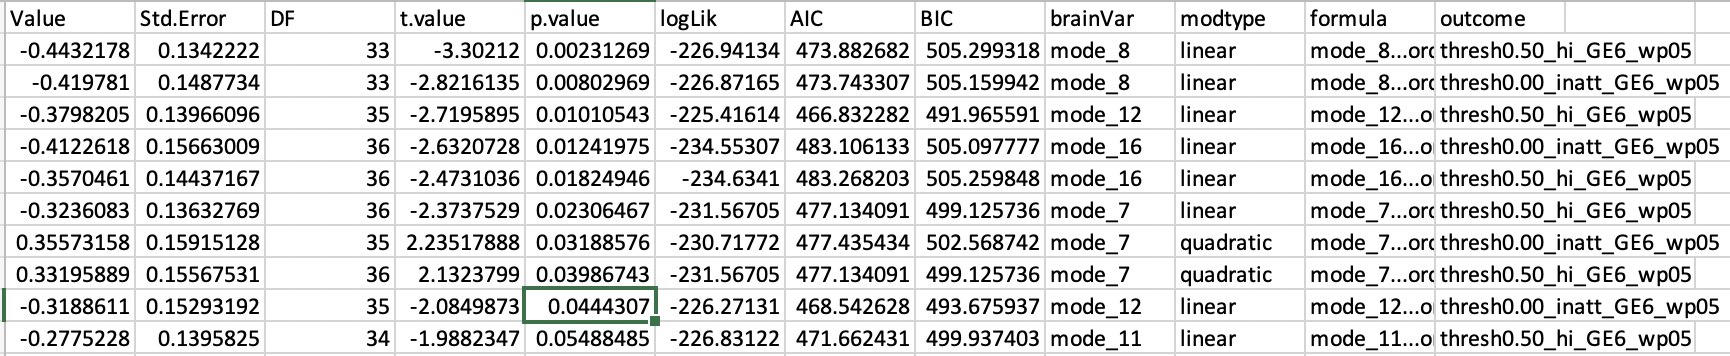 Value Std.Error DF t.value p.value logLik AIC BIC brainVar modtype formula outcome
-0.4432178 0.1342222 33 -3.30212 0.00231269 -226.94134 473.882682 505.299318 mode_8 linear mode_8...orc thresh0.50_hi_GE6_wp05
-0.419781 0.1487734 33 -2.8216135 0.00802969 -226.87165 473.743307 505.159942 mode_8 linear mode_8...orc thresh0.00_inatt_GE6_wp05
-0.3798205 0.13966096 35 -2.7195895 0.01010543 -225.41614 466.832282 491.965591 mode_12 linear mode_12...o thresh0.50_hi_GE6_wp05
-0.4122618 0.15663009 36 -2.6320728 0.01241975 -234.55307 483.106133 505.097777 mode_16 linear mode_16...o thresh0.00_inatt_GE6_wp05
-0.3570461 0.14437167 36 -2.4731036 0.01824946 -234.6341 483.268203 505.259848 mode_16 linear mode_16...o thresh0.50_hi_GE6_wp05
-0.3236083 0.13632769 36 -2.3737529 0.02306467 -231.56705 477.134091 499.125736 mode_7 linear mode_7...orc thresh0.50_hi_GE6_wp05
0.35573158 0.15915128 35 2.23517888 0.03188576 -230.71772 477.435434 502.568742 mode_7 quadratic mode_7...orc thresh0.00_inatt_GE6_wp05
0.33195889 0.15567531 36 2.1323799 0.03986743 -231.56705 477.134091 499.125736 mode_7 quadratic mode_7...orc thresh0.50_hi_GE6_wp05
-0.3188611 0.15293192 35 -2.0849873 0.0444307 -226.27131 468.542628 493.675937 mode_12 linear mode_12...o thresh0.00_inatt_GE6_wp05
-0.2775228 0.1395825 34 -1.9882347 0.05488485 -226.83122 471.662431 499.937403 mode_11 linear mode_11...o thresh0.50_hi_GE6_wp05